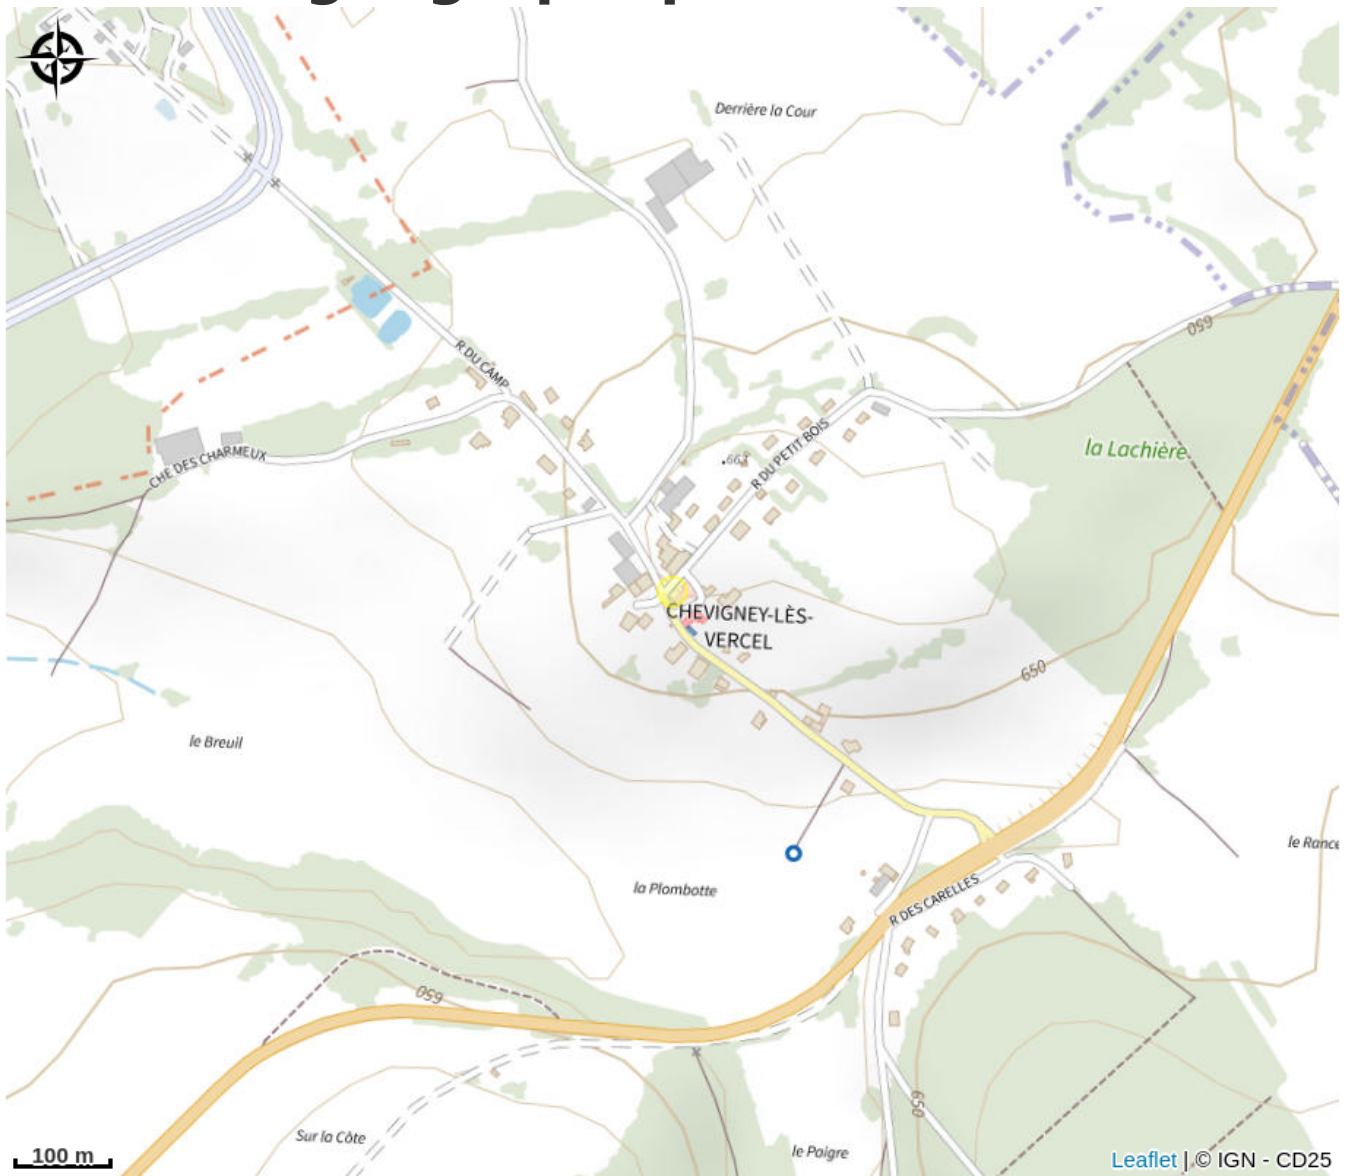 Derrière la Cour
650
R DU CAMP
la Lachière
R DU PETIT BOIS
663
CHE DES CHARMEUX
CHEVIGNEY-LÈS-
VERCEL
650
le Breuil
le Rance
la Plombotte
R DES CARELLES
650
650
Sur la Côte
le Paigre
100 m
Leaflet | © IGN - CD25